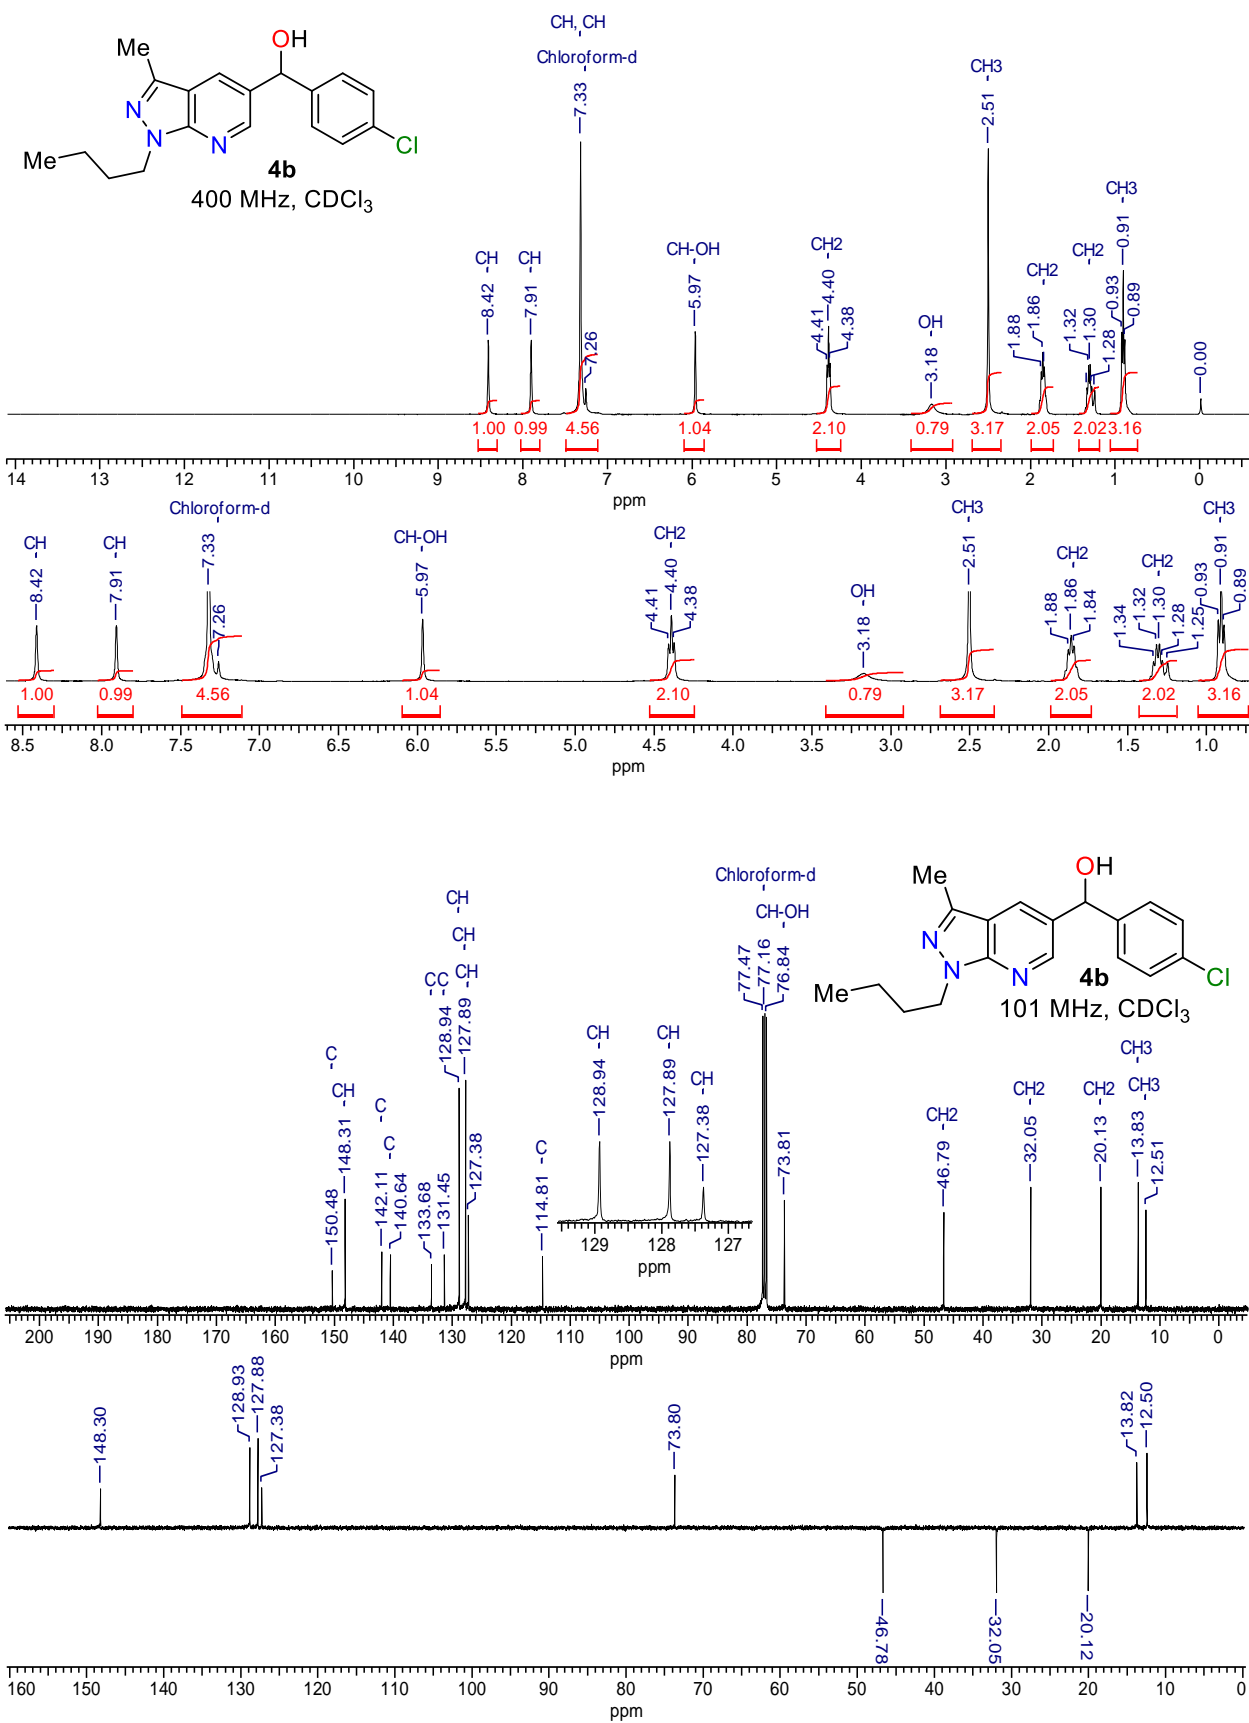 OH
Me
N
N
N
Cl
Me
4b
400 MHz, CDCl3
CH, CH
Chloroform-d
7.33
7.26
CH
8.42
CH
7.91
CH-OH
5.97
CH2
4.41
4.40
4.38
OH
3.18
CH3
2.51
CH2
1.88
1.86
CH2
1.32
1.30
1.28
CH3
0.93
0.91
0.89
0.00
1.00 0.99 4.56 1.04 2.10 0.79 3.17 2.05 2.02 3.16
14 13 12 11 10 9 8 7 6 5 4 3 2 1 0
ppm
CH
8.42
CH
7.91
Chloroform-d
7.33
7.26
CH-OH
5.97
CH2
4.41
4.40
4.38
OH
3.18
CH3
2.51
CH2
1.88
1.86
1.84
CH2
1.34
1.32
1.30
1.28
1.25
CH3
0.93
0.91
0.89
1.00 0.99 4.56 1.04 2.10 0.79 3.17 2.05 2.02 3.16
8.5 8.0 7.5 7.0 6.5 6.0 5.5 5.0 4.5 4.0 3.5 3.0 2.5 2.0 1.5 1.0
ppm
OH
Me
N
N
N
Cl
Me
4b
101 MHz, CDCl3
C
150.48
CH
148.31
C
142.11
C
140.64
CC
133.68
131.45
CH
CH
CH
128.94
127.89
127.38
C
114.81
CH
128.94
CH
127.89
CH
127.38
129 128 127
ppm
Chloroform-d
77.47
77.16
76.84
CH-OH
73.81
CH2
46.79
CH2
32.05
CH2
20.13
CH3
13.83
CH3
12.51
200 190 180 170 160 150 140 130 120 110 100 90 80 70 60 50 40 30 20 10 0
ppm
148.30
128.93
127.88
127.38
73.80
46.78
32.05
20.12
13.82
12.50
160 150 140 130 120 110 100 90 80 70 60 50 40 30 20 10 0
ppm